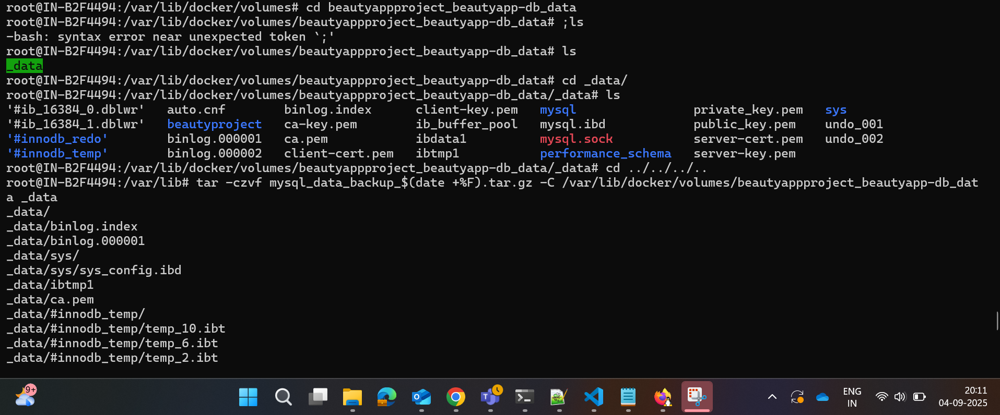 root@IN-B2F4494:/var/lib/docker/volumes# cd beautyappproject_beautyapp-db_data
root@IN-B2F4494:/var/lib/docker/volumes/beautyappproject_beautyapp-db_data# ;ls
-bash: syntax error near unexpected token `;'
root@IN-B2F4494:/var/lib/docker/volumes/beautyappproject_beautyapp-db_data# ls
_data
root@IN-B2F4494:/var/lib/docker/volumes/beautyappproject_beautyapp-db_data# cd _data/
root@IN-B2F4494:/var/lib/docker/volumes/beautyappproject_beautyapp-db_data/_data# ls
'#ib_16384_0.dblwr'   auto.cnf        binlog.index      client-key.pem   mysql                private_key.pem   sys
'#ib_16384_1.dblwr'   beautyproject   ca-key.pem        ib_buffer_pool   mysql.ibd            public_key.pem    undo_001
'#innodb_redo'        binlog.000001   ca.pem            ibdata1          mysql.sock           server-cert.pem   undo_002
'#innodb_temp'        binlog.000002   client-cert.pem   ibtmp1           performance_schema   server-key.pem
root@IN-B2F4494:/var/lib/docker/volumes/beautyappproject_beautyapp-db_data/_data# cd ../../../..
root@IN-B2F4494:/var/lib# tar -czvf mysql_data_backup_$(date +%F).tar.gz -C /var/lib/docker/volumes/beautyappproject_beautyapp-db_dat
a _data
_data/
_data/binlog.index
_data/binlog.000001
_data/sys/
_data/sys/sys_config.ibd
_data/ibtmp1
_data/ca.pem
_data/#innodb_temp/
_data/#innodb_temp/temp_10.ibt
_data/#innodb_temp/temp_6.ibt
_data/#innodb_temp/temp_2.ibt
9+
ENG
IN
20:11
04-09-2025